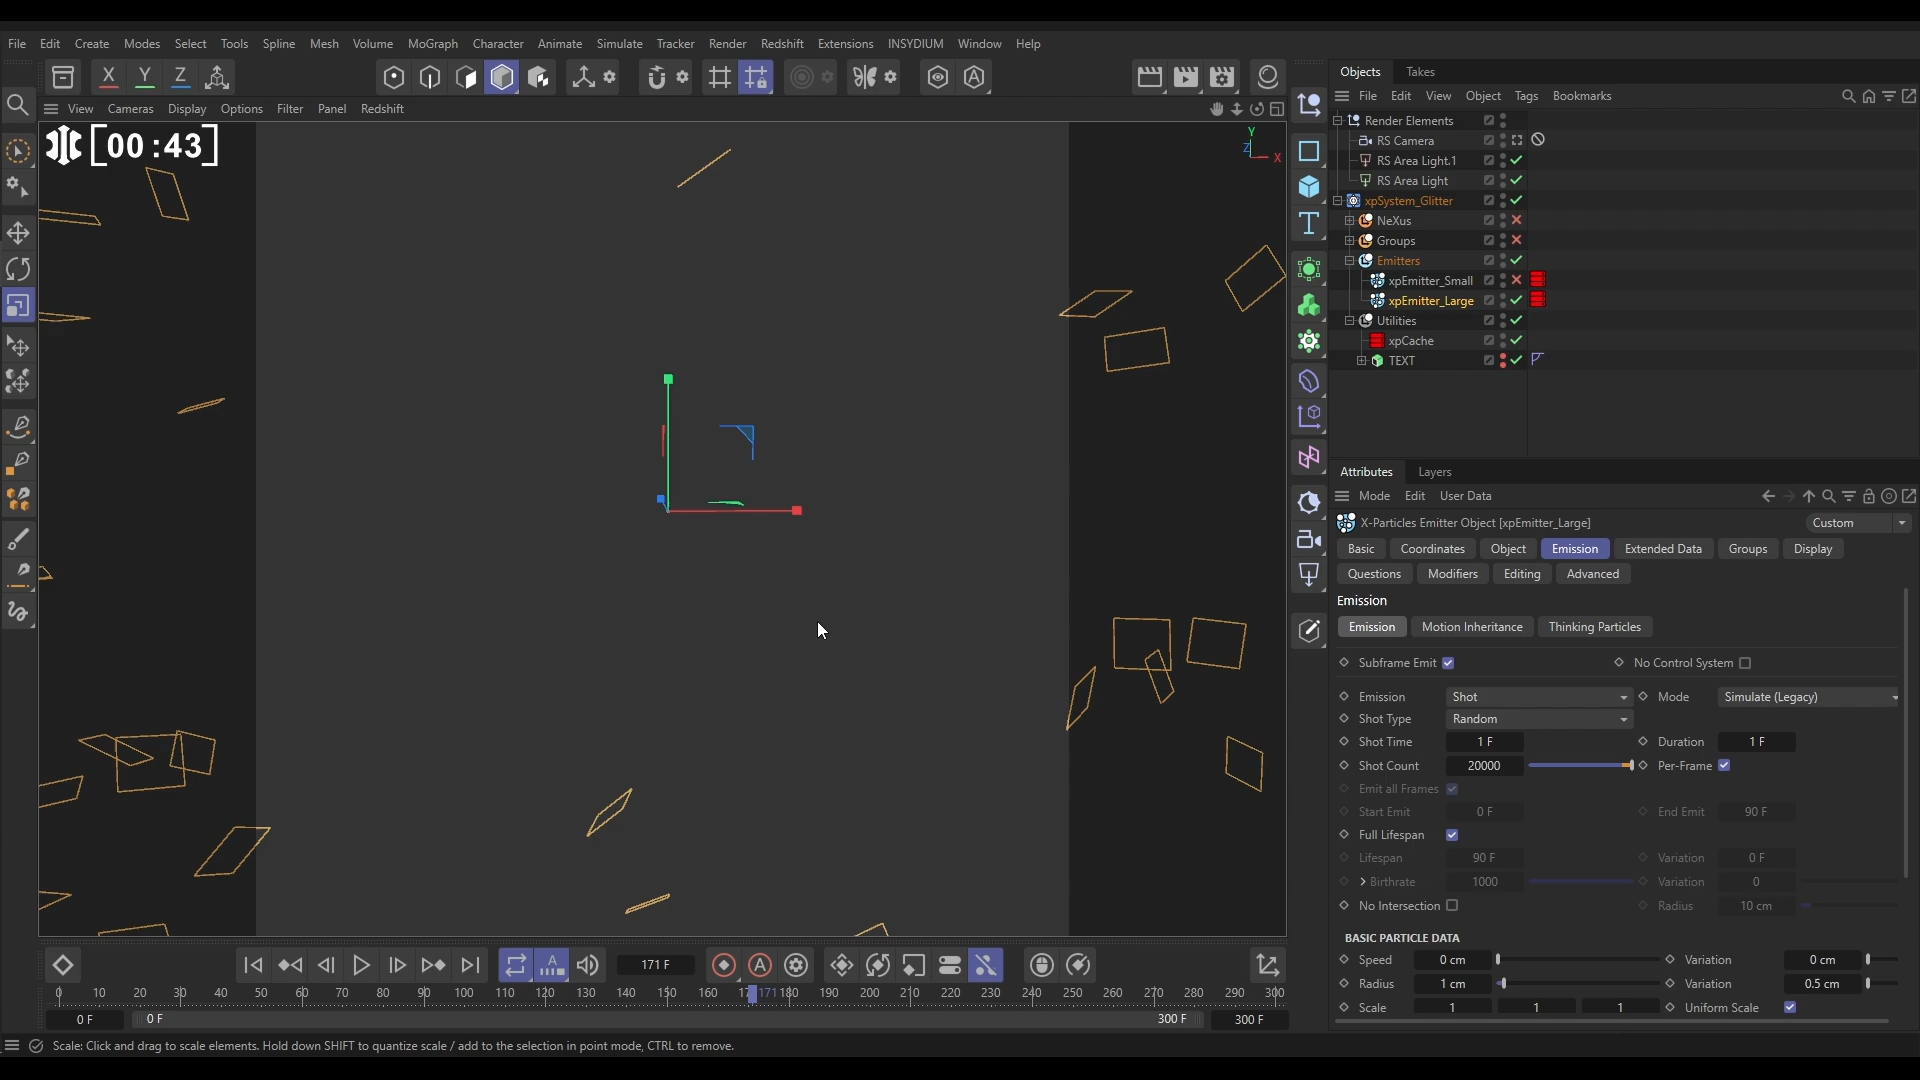 File Edit Create Modes Select Tools Spline Mesh Volume MoGraph Character Animate Simulate Tracker Render Redshift Extensions INSYDIUM Window Help
X Y Z
View Cameras Display Options Filter Panel Redshift
[00:43]
Y
Z X
Objects Takes
File Edit View Object Tags Bookmarks
Render Elements
RS Camera
RS Area Light.1
RS Area Light
xpSystem_Glitter
NeXus
Groups
Emitters
xpEmitter_Small
xpEmitter_Large
Utilities
xpCache
TEXT
Attributes Layers
Mode Edit User Data
X-Particles Emitter Object [xpEmitter_Large] Custom
Basic Coordinates Object Emission Extended Data Groups Display
Questions Modifiers Editing Advanced
Emission
Emission Motion Inheritance Thinking Particles
Subframe Emit No Control System
Emission Shot Mode Simulate (Legacy)
Shot Type Random
Shot Time 1 F Duration 1 F
Shot Count 20000 Per-Frame
Emit all Frames
Start Emit 0 F End Emit 90 F
Full Lifespan
Lifespan 90 F Variation 0 F
Birthrate 1000 Variation 0
No Intersection Radius 10 cm
BASIC PARTICLE DATA
Speed 0 cm Variation 0 cm
Radius 1 cm Variation 0.5 cm
Scale 1 1 1 Uniform Scale
171 F
0 10 20 30 40 50 60 70 80 90 100 110 120 130 140 150 160 17 171 180 190 200 210 220 230 240 250 260 270 280 290 300
0 F 0 F 300 F 300 F
Scale: Click and drag to scale elements. Hold down SHIFT to quantize scale / add to the selection in point mode, CTRL to remove.